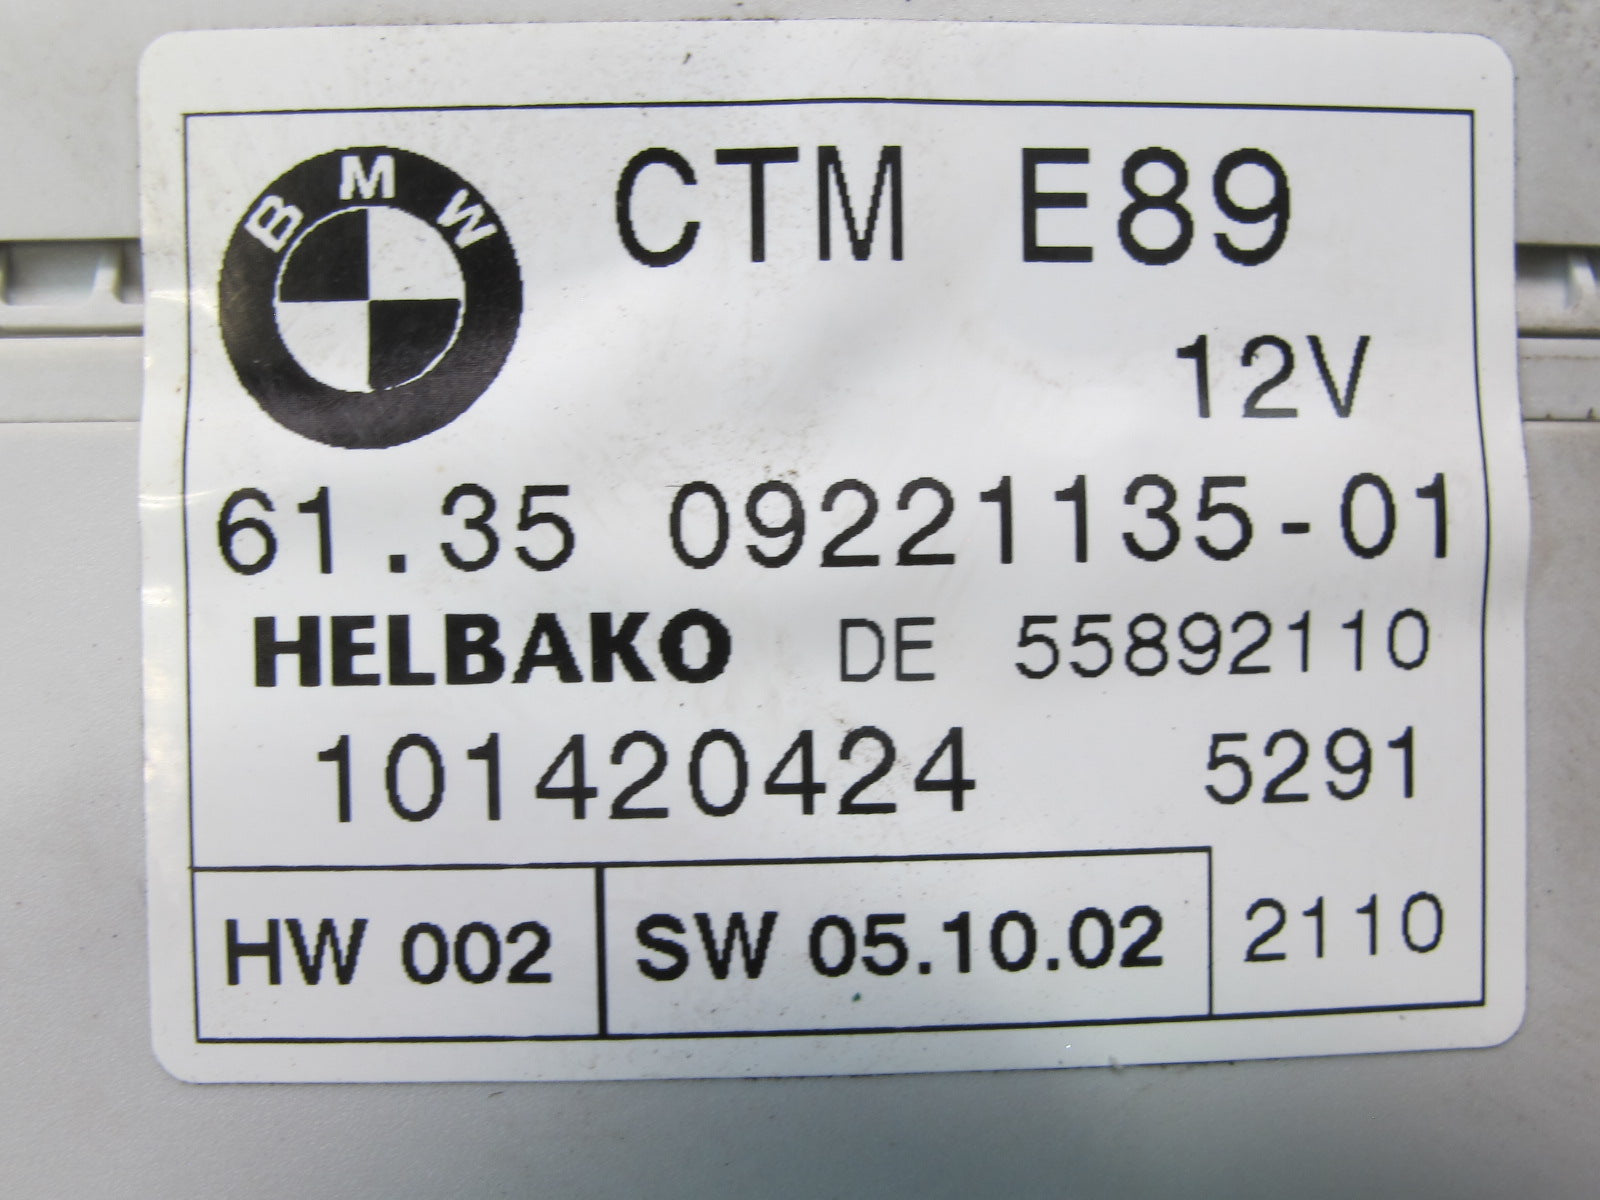 BMW
CTM E89
12V
61.35 09221135-01
HELBAKO DE 55892110
101420424 5291
HW 002 SW 05.10.02 2110